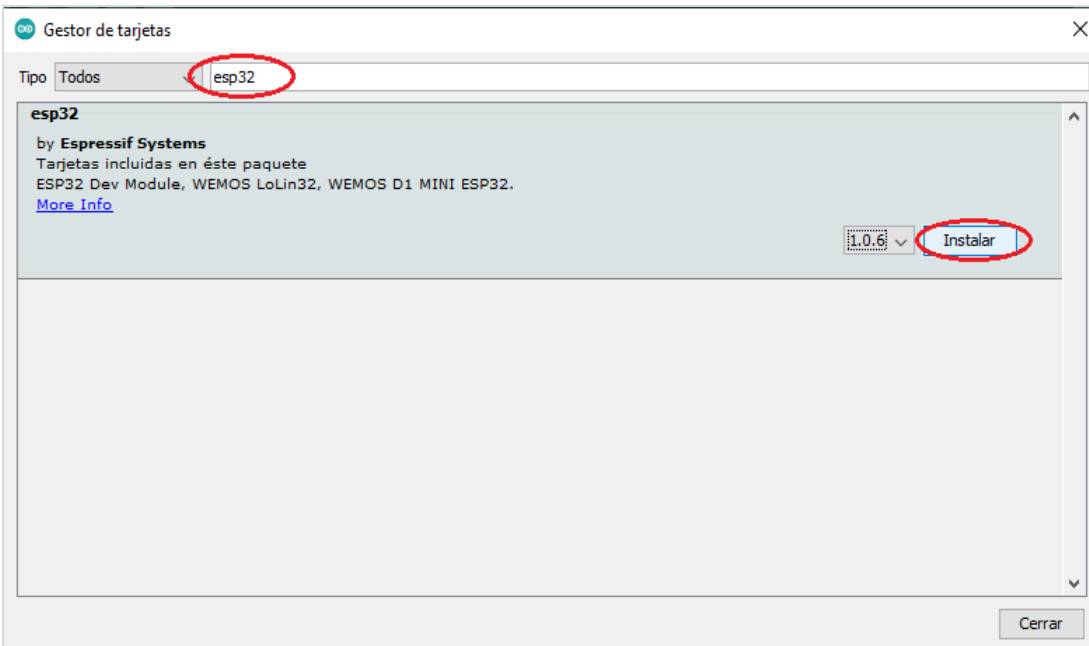 Gestor de tarjetas
Tipo Todos esp32
esp32
by Espressif Systems
Tarjetas incluidas en éste paquete
ESP32 Dev Module, WEMOS LoLin32, WEMOS D1 MINI ESP32.
More Info
1.0.6 Instalar
Cerrar